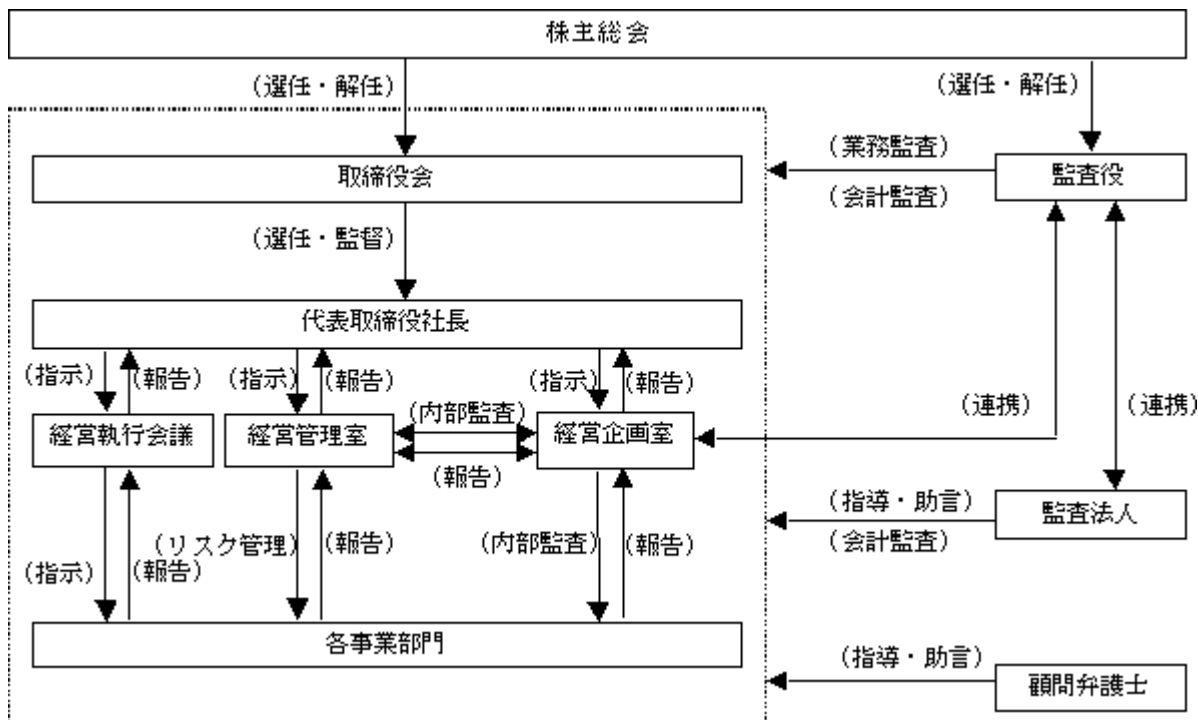 株主総会
（選任・解任）
（選任・解任）
取締役会
（業務監査）
（会計監査）
監査役
（選任・監督）
代表取締役社長
（指示）
（報告）
（指示）
（報告）
（指示）
（報告）
経営執行会議
経営管理室
（内部監査）
（報告）
経営企画室
（連携）
（連携）
（指導・助言）
（会計監査）
監査法人
（指示）
（報告）
（リスク管理）
（報告）
（内部監査）
（報告）
各事業部門
（指導・助言）
顧問弁護士